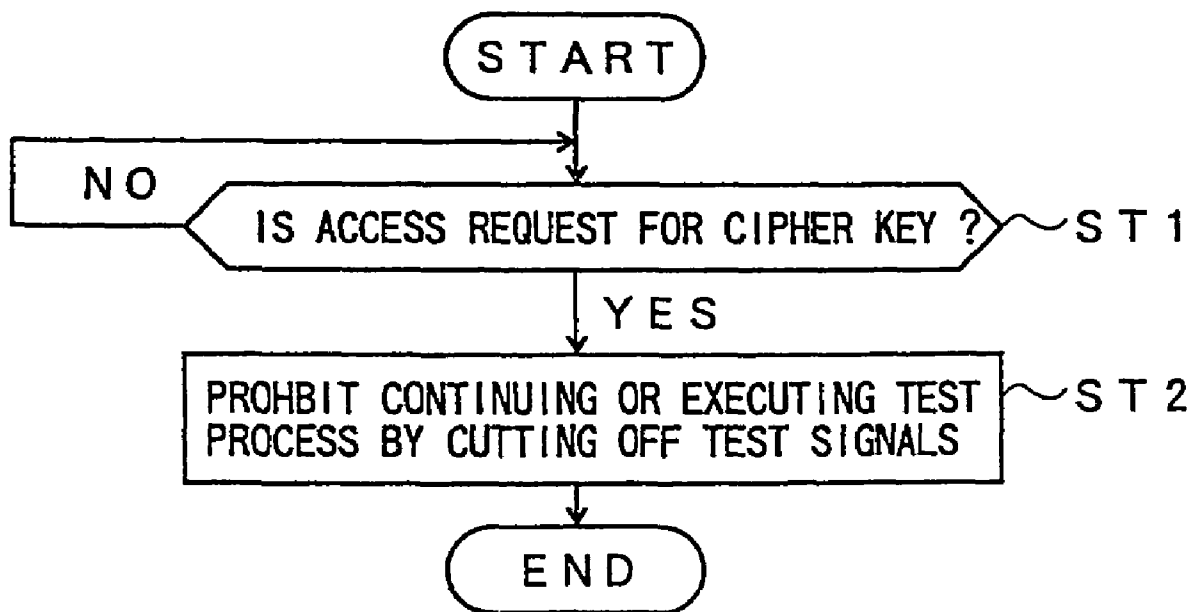 START
NO
IS ACCESS REQUEST FOR CIPHER KEY ?
ST1
YES
PROHBIT CONTINUING OR EXECUTING TEST
PROCESS BY CUTTING OFF TEST SIGNALS
ST2
END